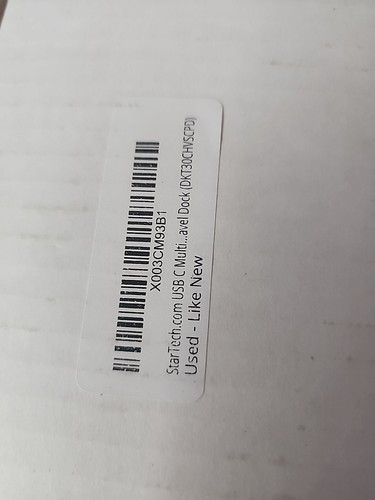 X003CM93B1
StarTech.com USB C Multi...avel Dock (DKT30CHVSCPD)
Used - Like New